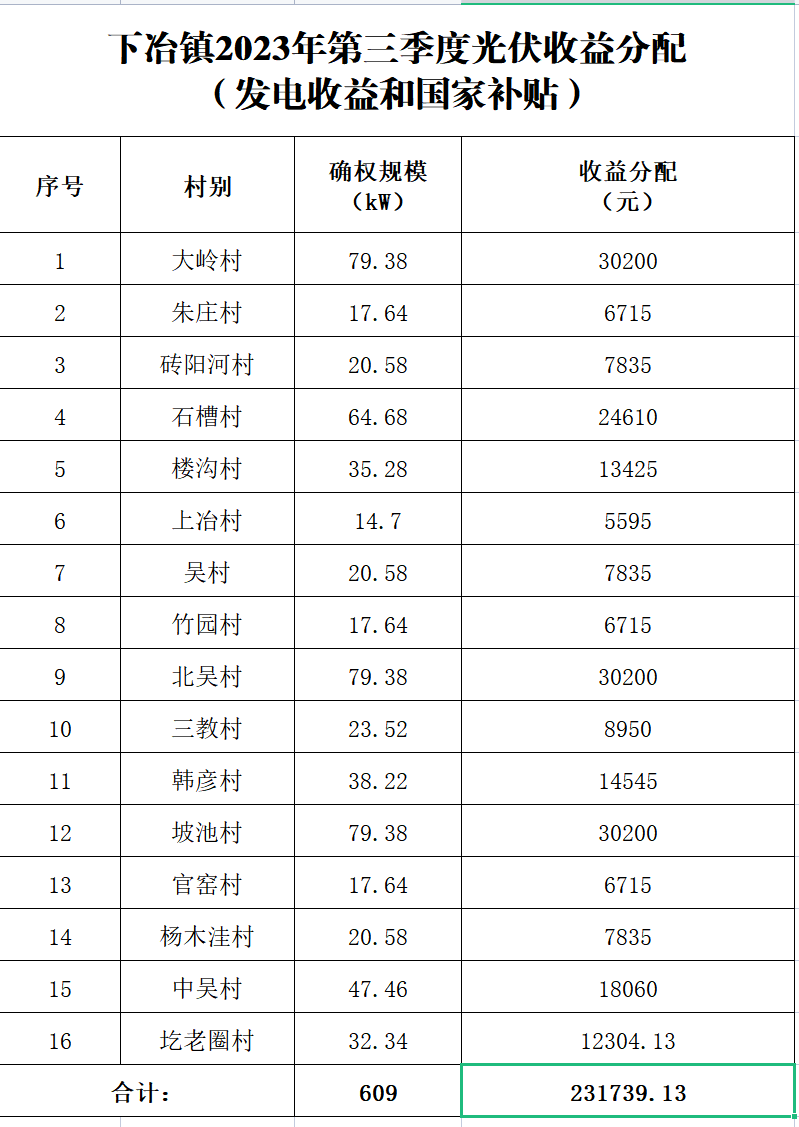 下冶镇2023年第三季度光伏收益分配
（发电收益和国家补贴）
序号 村别 确权规模（kW） 收益分配（元）
1 大岭村 79.38 30200
2 朱庄村 17.64 6715
3 砖阳河村 20.58 7835
4 石槽村 64.68 24610
5 楼沟村 35.28 13425
6 上冶村 14.7 5595
7 吴村 20.58 7835
8 竹园村 17.64 6715
9 北吴村 79.38 30200
10 三教村 23.52 8950
11 韩彦村 38.22 14545
12 坡池村 79.38 30200
13 官窑村 17.64 6715
14 杨木洼村 20.58 7835
15 中吴村 47.46 18060
16 圪老圈村 32.34 12304.13
合计： 609 231739.13